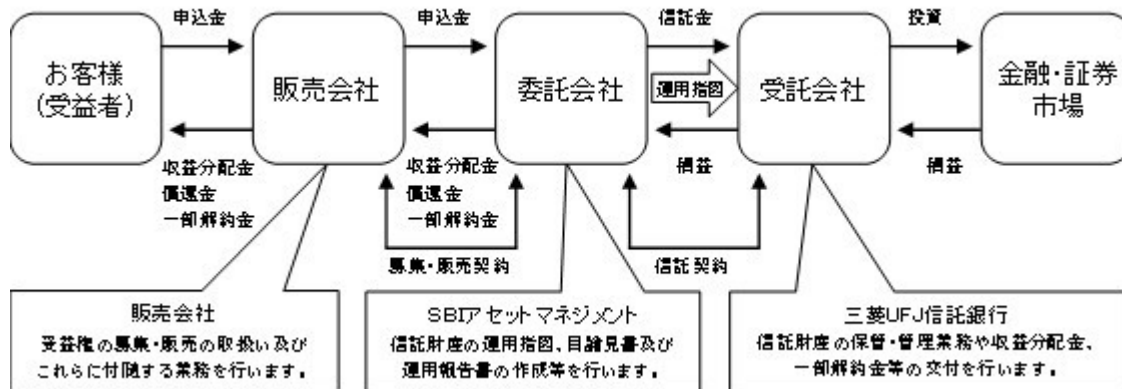 申込金
申込金
信託金
投資
お客様
(受益者)
販売会社
委託会社
運用指図
受託会社
金融・証券
市場
収益分配金
償還金
一部解約金
収益分配金
償還金
一部解約金
損益
損益
募集・販売契約
信託契約
販売会社
受益権の募集・販売の取扱い及び
これらに付随する業務を行います。
SBIアセットマネジメント
信託財産の運用指図、目論見書及び
運用報告書の作成等を行います。
三菱UFJ信託銀行
信託財産の保管・管理業務や収益分配金、
一部解約金等の交付を行います。